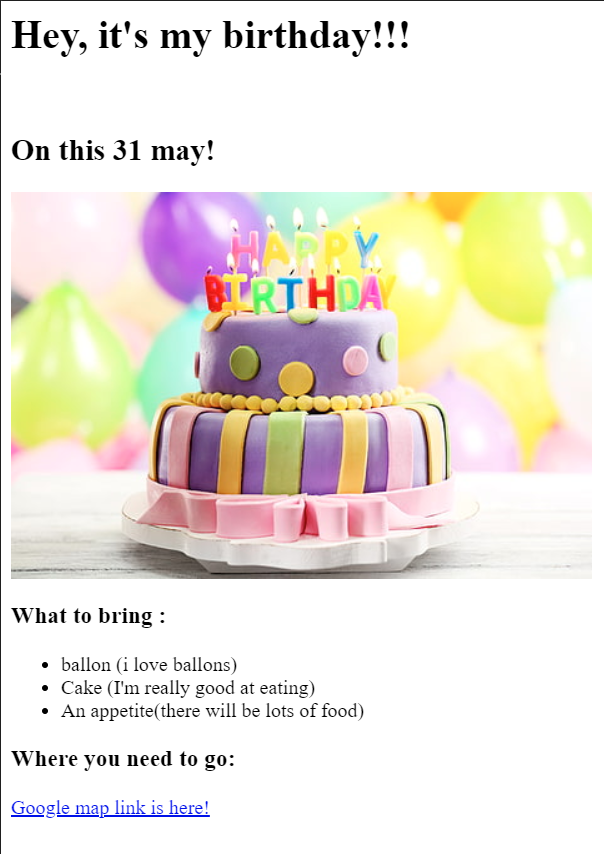 Hey, it's my birthday!!!
On this 31 may!
HAPPY
BIRTHDAY
What to bring :
ballon (i love ballons)
Cake (I'm really good at eating)
An appetite(there will be lots of food)
Where you need to go:
Google map link is here!